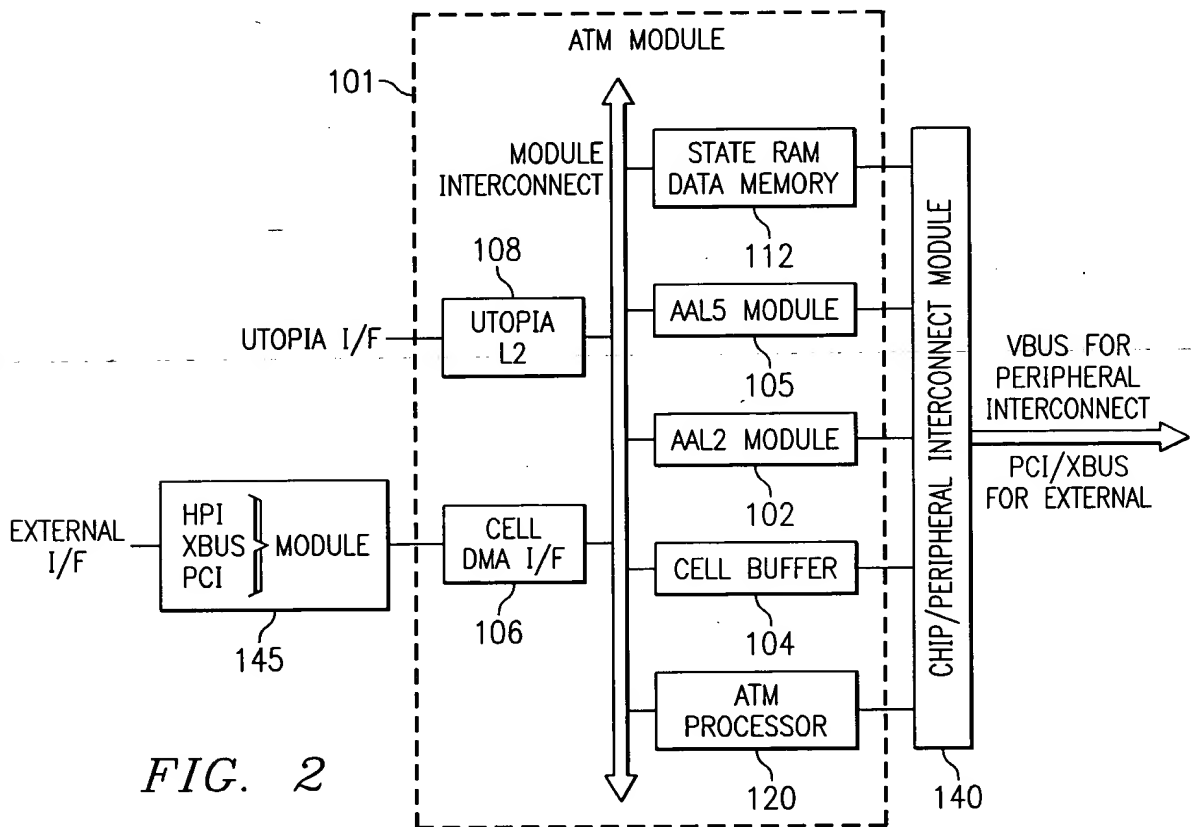 ATM MODULE
101
MODULE
INTERCONNECT
STATE RAM
DATA MEMORY
112
108
UTOPIA I/F
UTOPIA
L2
AAL5 MODULE
105
AAL2 MODULE
102
EXTERNAL
I/F
HPI
XBUS
PCI
MODULE
145
CELL
DMA I/F
106
CELL BUFFER
104
ATM
PROCESSOR
120
CHIP/PERIPHERAL INTERCONNECT MODULE
140
VBUS FOR
PERIPHERAL
INTERCONNECT
PCI/XBUS
FOR EXTERNAL
FIG. 2